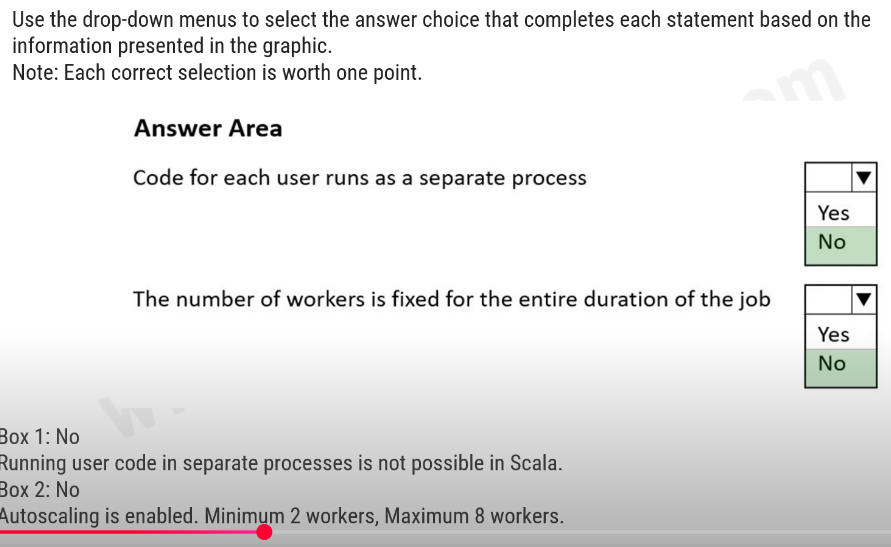 Use the drop-down menus to select the answer choice that completes each statement based on the
information presented in the graphic.
Note: Each correct selection is worth one point.
om
Answer Area
Code for each user runs as a separate process
Yes
No
The number of workers is fixed for the entire duration of the job
Yes
No
Box 1: No
Running user code in separate processes is not possible in Scala.
Box 2: No
Autoscaling is enabled. Minimum 2 workers, Maximum 8 workers.